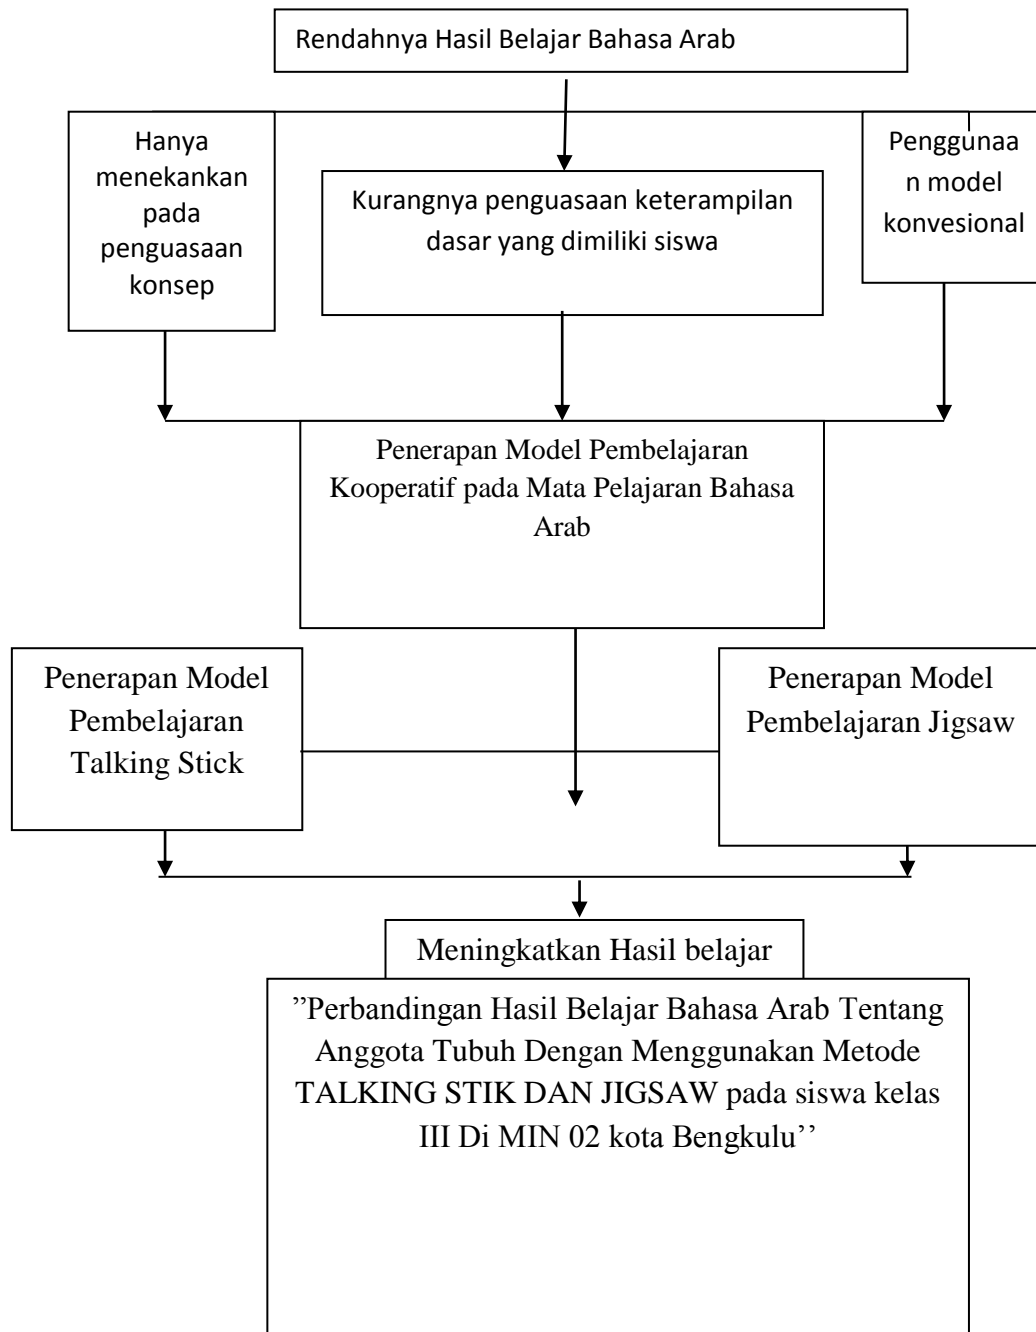 Rendahnya Hasil Belajar Bahasa Arab
Hanya
menekankan
pada
penguasaan
konsep
Kurangnya penguasaan keterampilan
dasar yang dimiliki siswa
Penggunaa
n model
konvesional
Penerapan Model Pembelajaran
Kooperatif pada Mata Pelajaran Bahasa
Arab
Penerapan Model
Pembelajaran
Talking Stick
Penerapan Model
Pembelajaran Jigsaw
Meningkatkan Hasil belajar
”Perbandingan Hasil Belajar Bahasa Arab Tentang
Anggota Tubuh Dengan Menggunakan Metode
TALKING STIK DAN JIGSAW pada siswa kelas
III Di MIN 02 kota Bengkulu’’